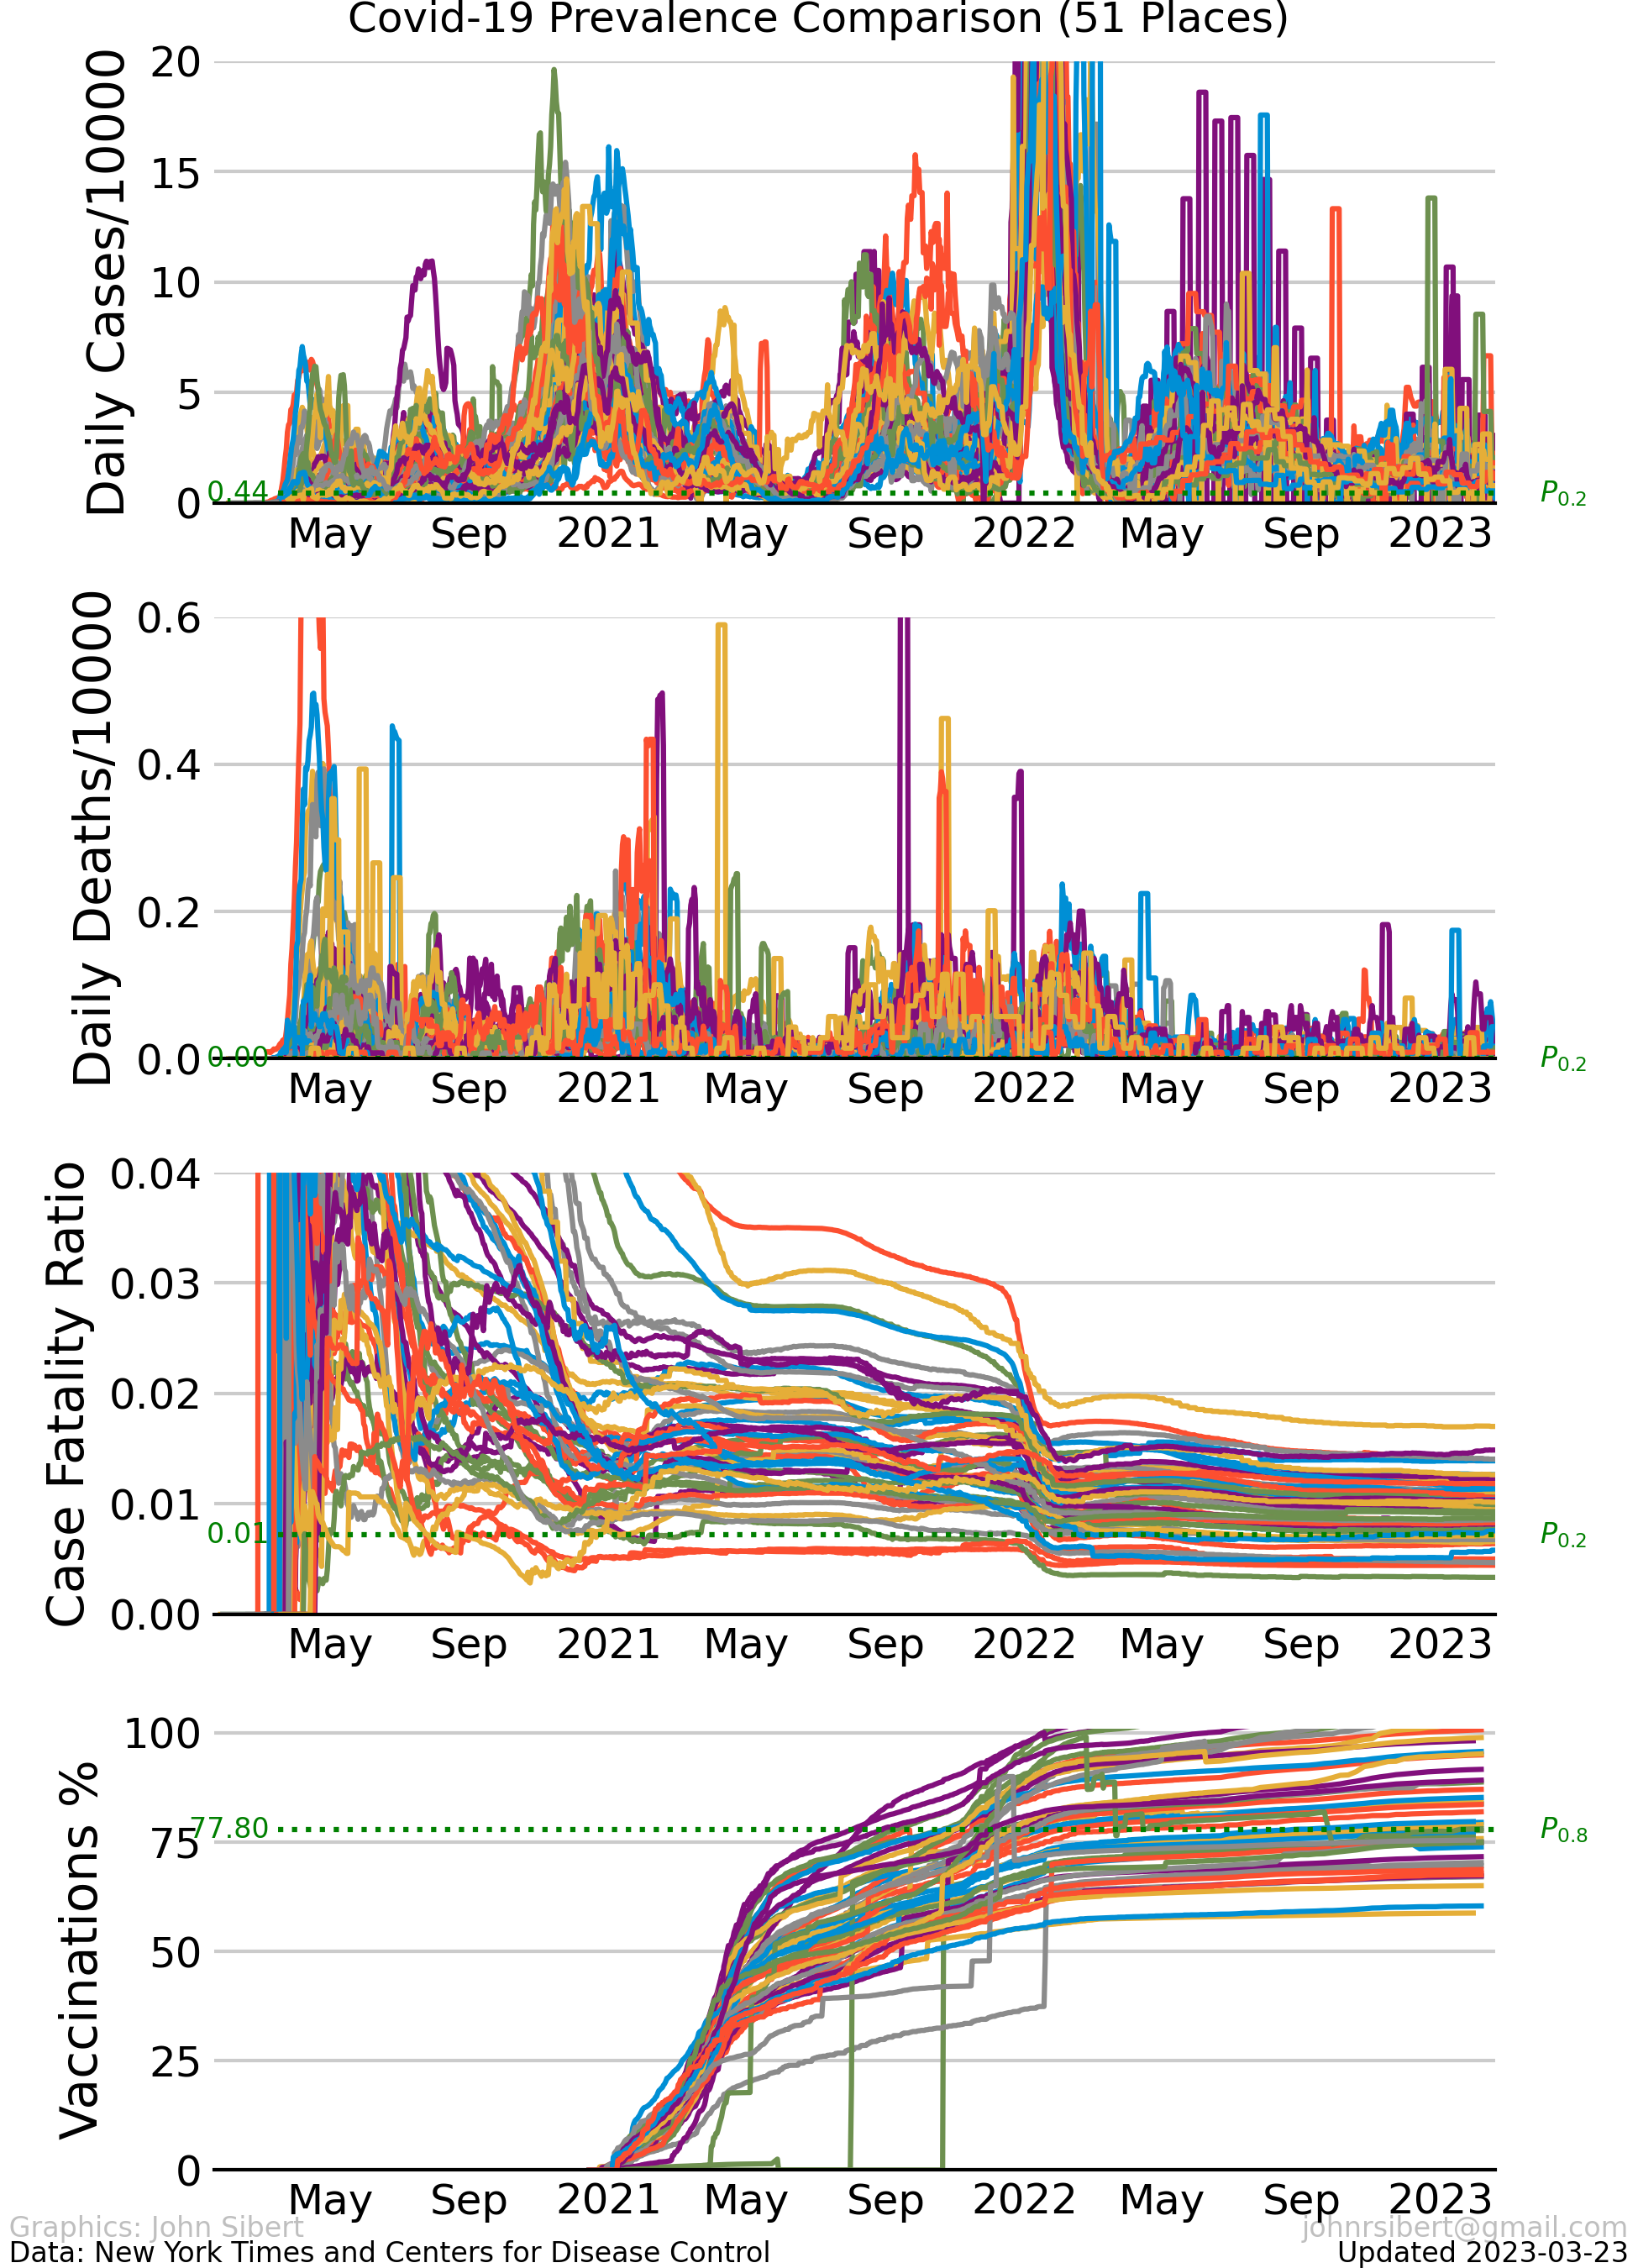 Covid-19 Prevalence Comparison (51 Places)
Daily Cases/10000
20
15
10
5
0
0.44
P0.2
May Sep 2021 May Sep 2022 May Sep 2023
Daily Deaths/10000
0.6
0.4
0.2
0.0
0.00
P0.2
May Sep 2021 May Sep 2022 May Sep 2023
Case Fatality Ratio
0.04
0.03
0.02
0.01
0.00
0.01
P0.2
May Sep 2021 May Sep 2022 May Sep 2023
Vaccinations %
100
75
50
25
0
77.80
P0.8
May Sep 2021 May Sep 2022 May Sep 2023
Graphics: John Sibert
johnrsibert@gmail.com
Data: New York Times and Centers for Disease Control
Updated 2023-03-23